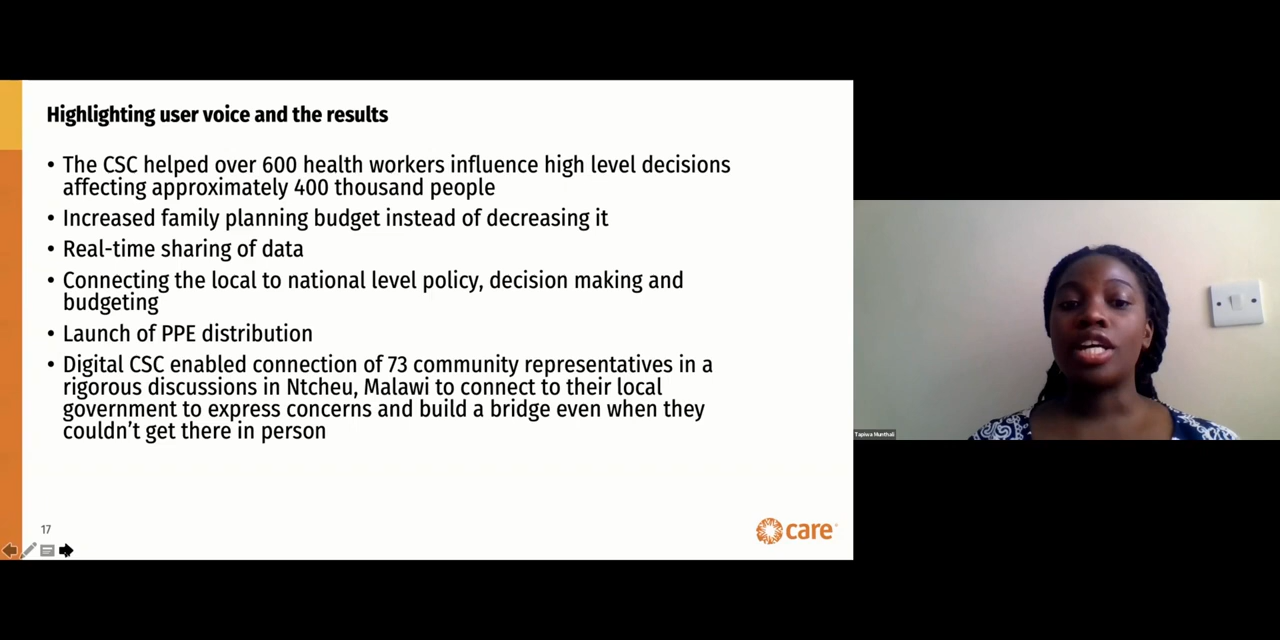 Highlighting user voice and the results
• The CSC helped over 600 health workers influence high level decisions
affecting approximately 400 thousand people
• Increased family planning budget instead of decreasing it
• Real-time sharing of data
• Connecting the local to national level policy, decision making and
budgeting
• Launch of PPE distribution
• Digital CSC enabled connection of 73 community representatives in a
rigorous discussions in Ntcheu, Malawi to connect to their local
government to express concerns and build a bridge even when they
couldn't get there in person
17
care
Tapiwa Munthali